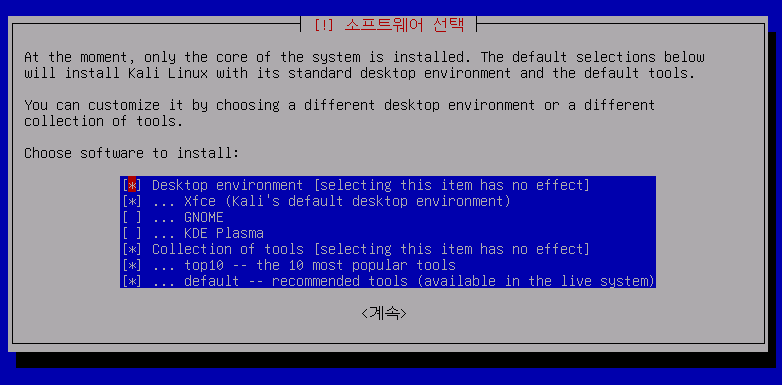 [!] 소프트웨어 선택
At the moment, only the core of the system is installed. The default selections below
will install Kali Linux with its standard desktop environment and the default tools.
You can customize it by choosing a different desktop environment or a different
collection of tools.
Choose software to install:
[*] Desktop environment [selecting this item has no effect]
[*] ... Xfce (Kali's default desktop environment)
[ ] ... GNOME
[ ] ... KDE Plasma
[*] Collection of tools [selecting this item has no effect]
[*] ... top10 -- the 10 most popular tools
[*] ... default -- recommended tools (available in the live system)
<계속>